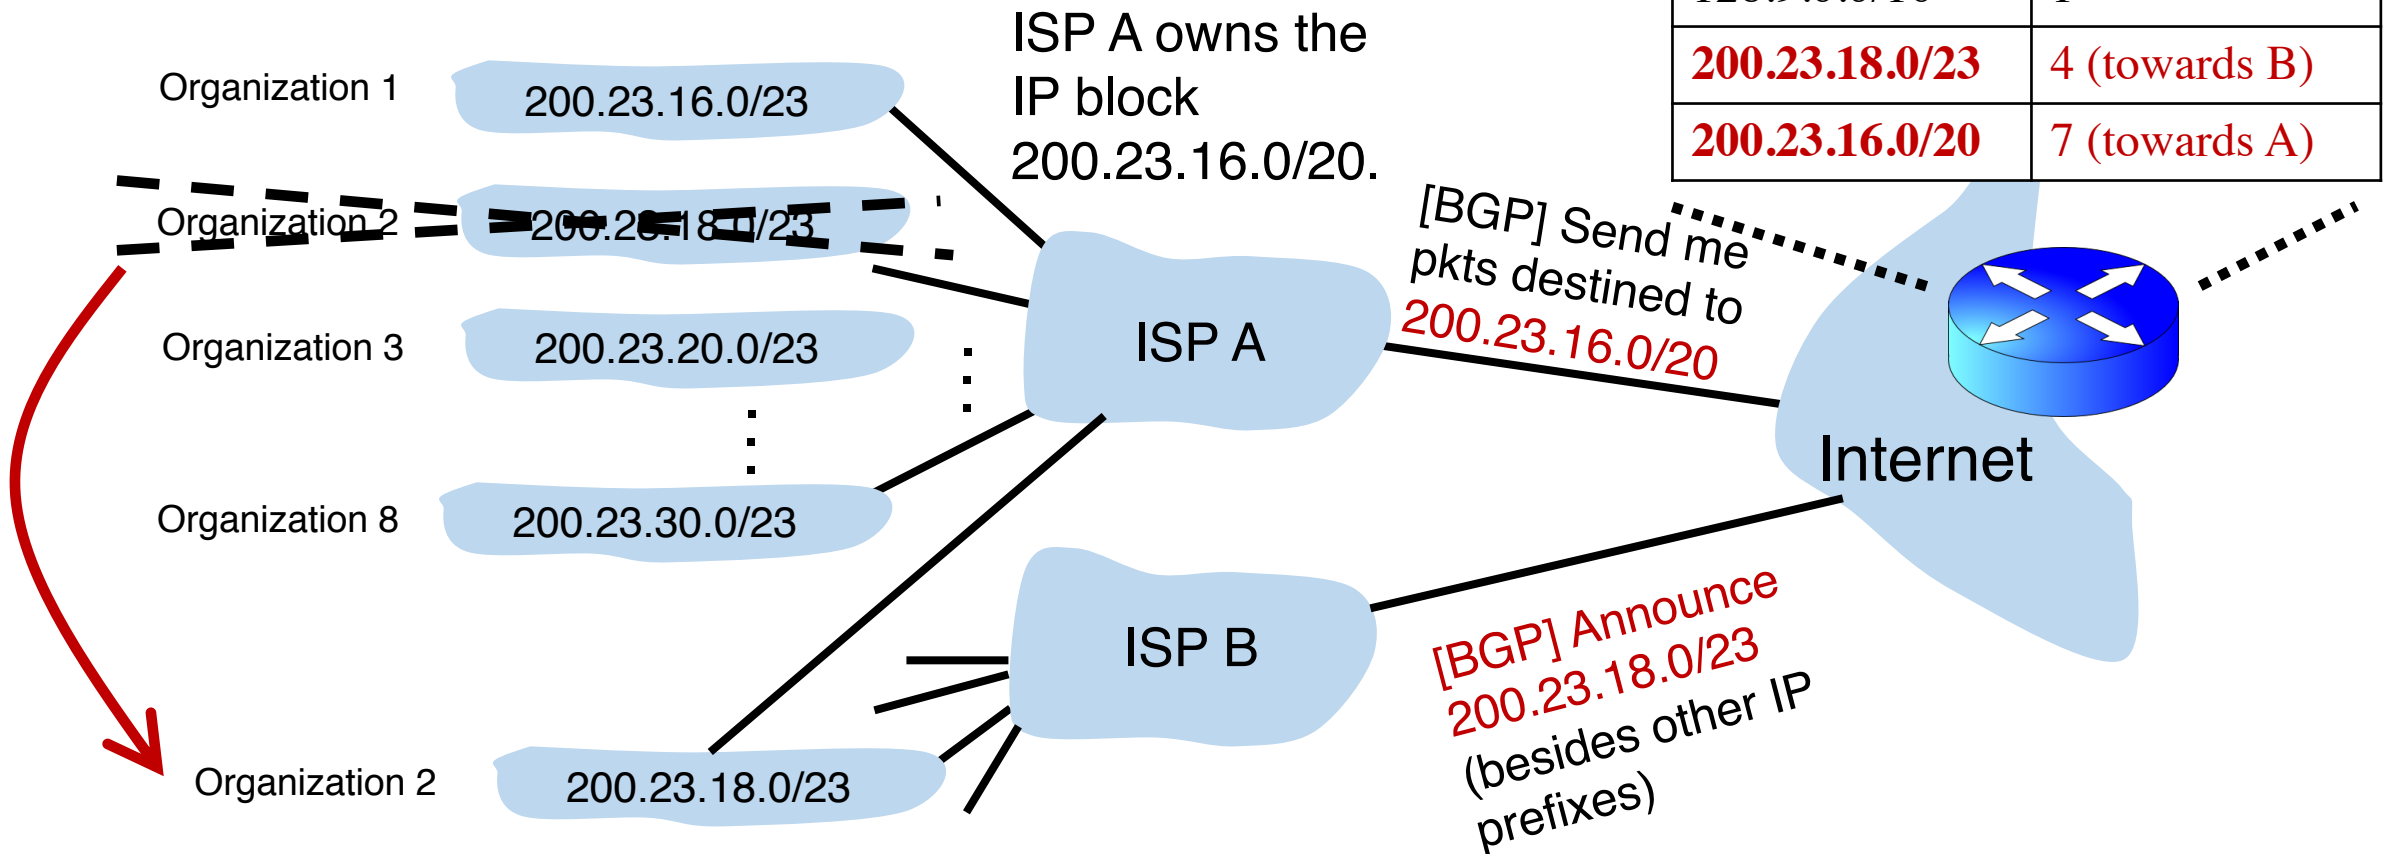 ISP A owns the
IP block
200.23.16.0/20.
200.23.18.0/23 4 (towards B)
200.23.16.0/20 7 (towards A)
Organization 1 200.23.16.0/23
Organization 2 200.23.18.0/23
Organization 3 200.23.20.0/23
Organization 8 200.23.30.0/23
ISP A
[BGP] Send me
pkts destined to
200.23.16.0/20
Internet
ISP B
[BGP] Announce
200.23.18.0/23
(besides other IP
prefixes)
Organization 2 200.23.18.0/23